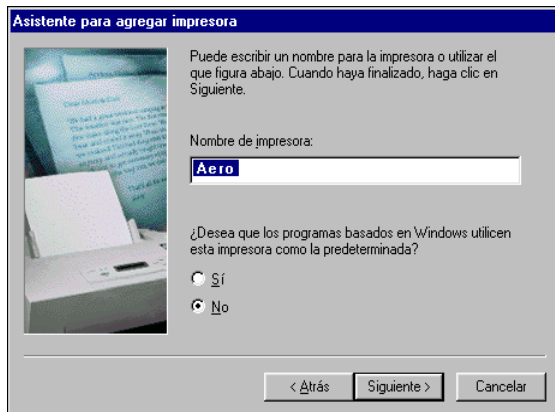 Asistente para agregar impresora
Puede escribir un nombre para la impresora o utilizar el
que figura abajo. Cuando haya finalizado, haga clic en
Siguiente.
Nombre de impresora:
Aero
¿Desea que los programas basados en Windows utilicen
esta impresora como la predeterminada?
Sí
No
< Atrás
Siguiente >
Cancelar